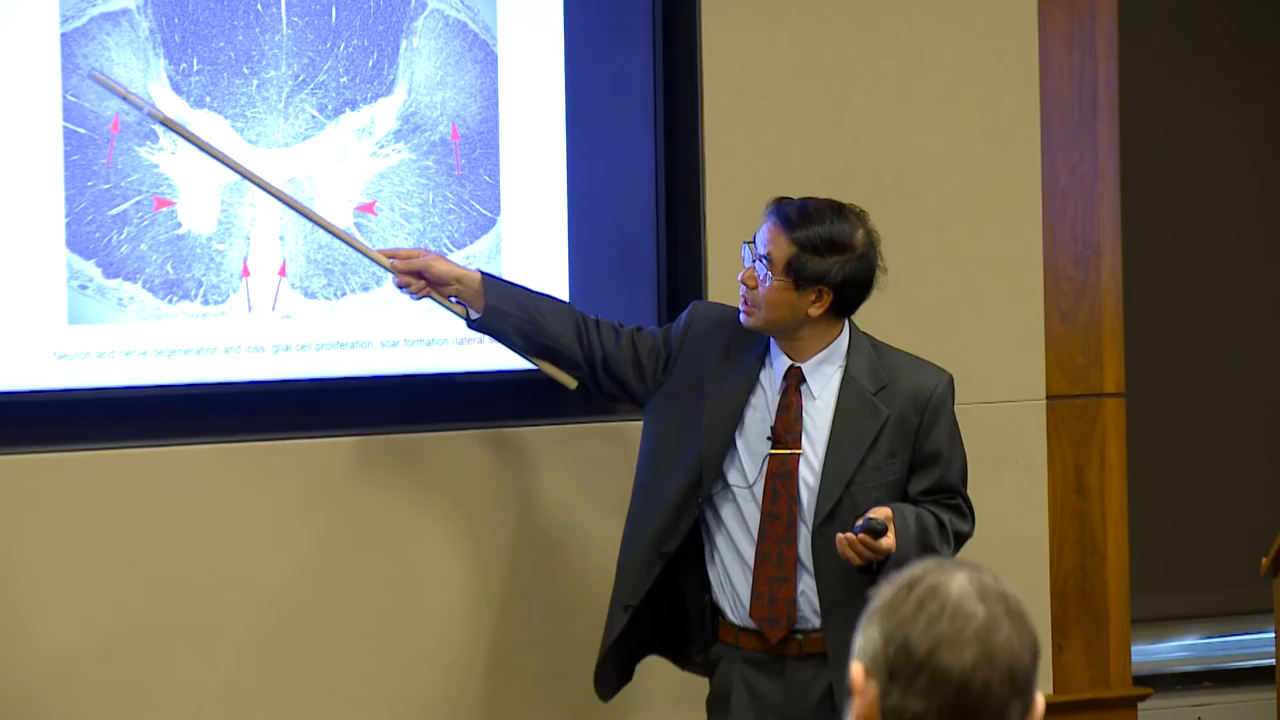 Neuron and nerve degeneration and loss, glial cell proliferation, scar formation (lateral